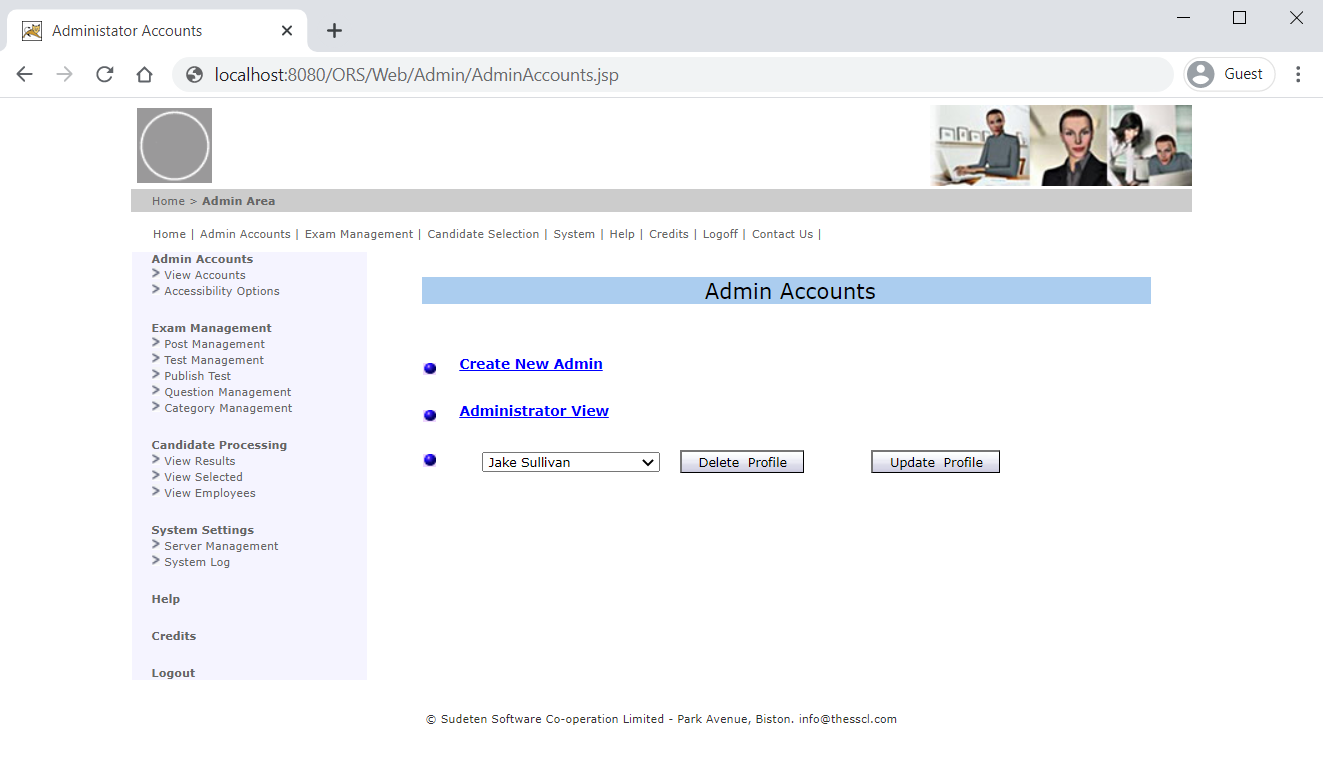 Administator Accounts
localhost:8080/ORS/Web/Admin/AdminAccounts.jsp
Guest
Home > Admin Area
Home | Admin Accounts | Exam Management | Candidate Selection | System | Help | Credits | Logoff | Contact Us |
Admin Accounts
> View Accounts
> Accessibility Options
Exam Management
> Post Management
> Test Management
> Publish Test
> Question Management
> Category Management
Candidate Processing
> View Results
> View Selected
> View Employees
System Settings
> Server Management
> System Log
Help
Credits
Logout
Admin Accounts
Create New Admin
Administrator View
Jake Sullivan Delete Profile Update Profile
© Sudeten Software Co-operation Limited - Park Avenue, Biston. info@thesscl.com